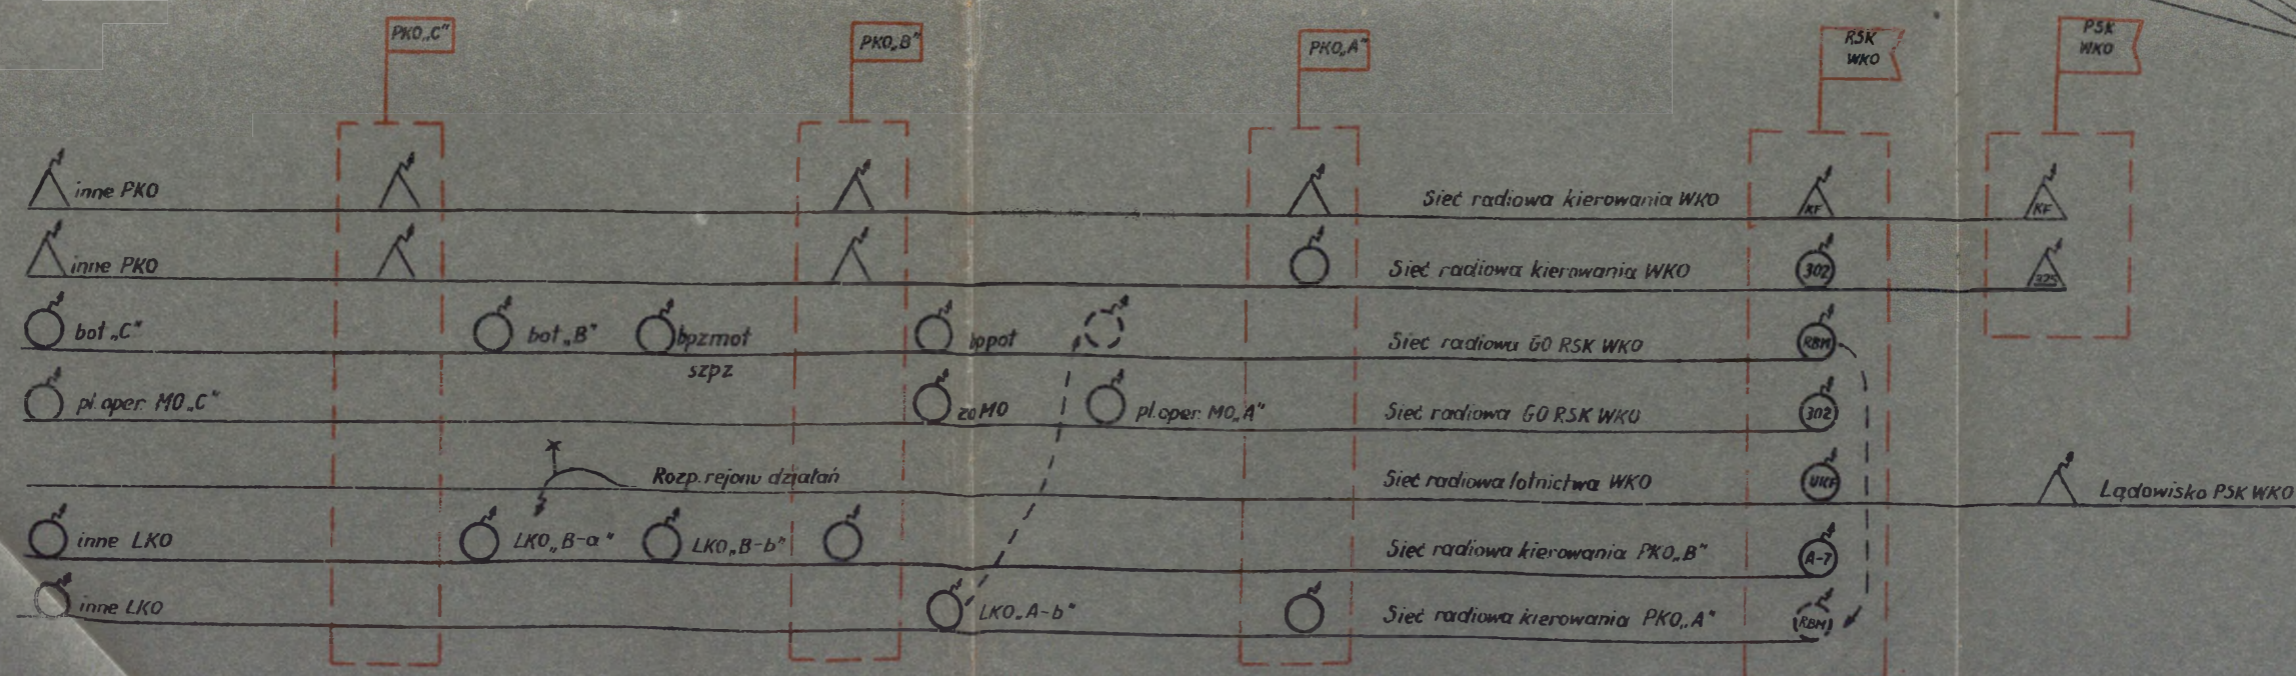 PKO„C"
PKO„B"
PKO„A"
RSK
WKO
PSK
WKO
inne PKO
Sieć radiowa kierowania WKO
KF
KF
inne PKO
Sieć radiowa kierowania WKO
302
325
bot „C"
bot „B"
bpzmot
szpz
bppot
Sieć radiowa GO RSK WKO
RBM
pl. oper. MO„C"
zaMO
pl. oper. MO„A"
Sieć radiowa GO RSK WKO
302
Rozp. rejonu działań
Sieć radiowa lotnictwa WKO
UKF
Lądowisko PSK WKO
inne LKO
LKO„B-a"
LKO„B-b"
Sieć radiowa kierowania PKO„B"
A-7
inne LKO
LKO„A-b"
Sieć radiowa kierowania PKO„A"
RBM